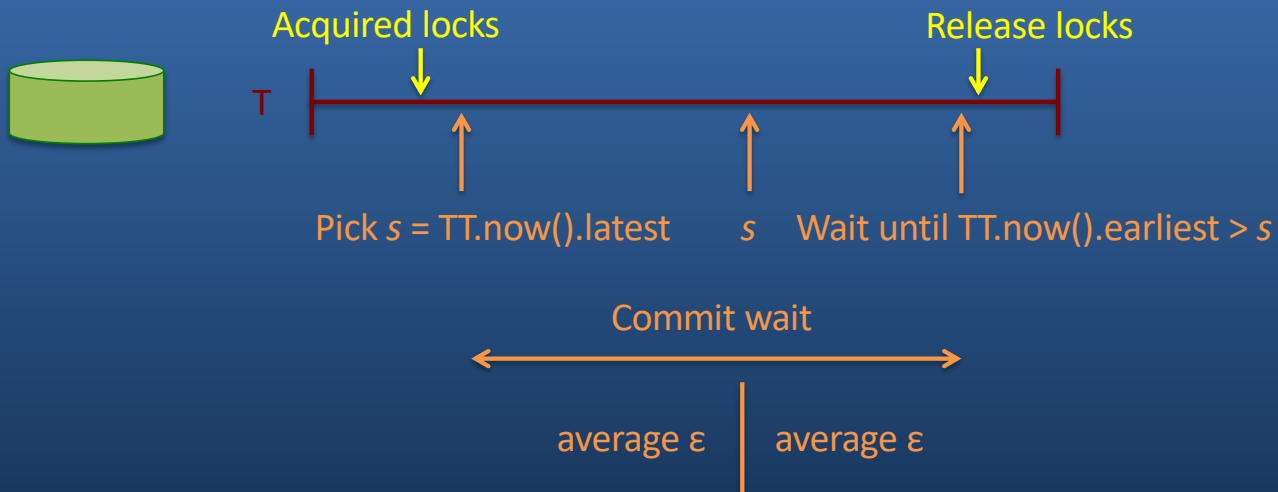 Acquired locks
Release locks
T
Pick s = TT.now().latest
s
Wait until TT.now().earliest > s
Commit wait
average ε
average ε